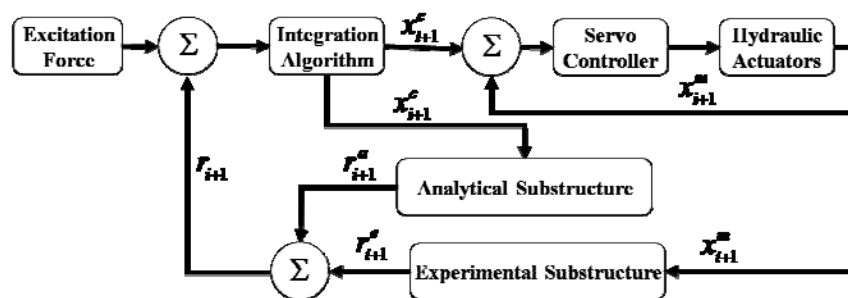 Excitation
Force
Σ
Integration
Algorithm
x^c_{i+1}
Σ
Servo
Controller
Hydraulic
Actuators
x^m_{i+1}
x^c_{i+1}
r_{i+1}
r^a_{i+1}
Analytical Substructure
Σ
r^e_{i+1}
Experimental Substructure
x^m_{i+1}